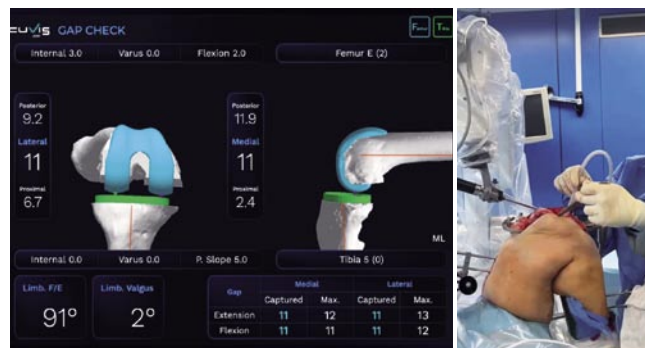 cuvis GAP CHECK
Internal 3.0 Varus 0.0 Flexion 2.0 Femur E (2)
Posterior
9.2
Lateral
11
Proximal
6.7
Posterior
11.9
Medial
11
Proximal
2.4
ML
Internal 0.0 Varus 0.0 P. Slope 5.0 Tibia 5 (0)
Limb. F/E
91°
Limb. Valgus
2°
Gap Medial Lateral
Captured Max. Captured Max.
Extension 11 12 11 13
Flexion 11 11 11 12